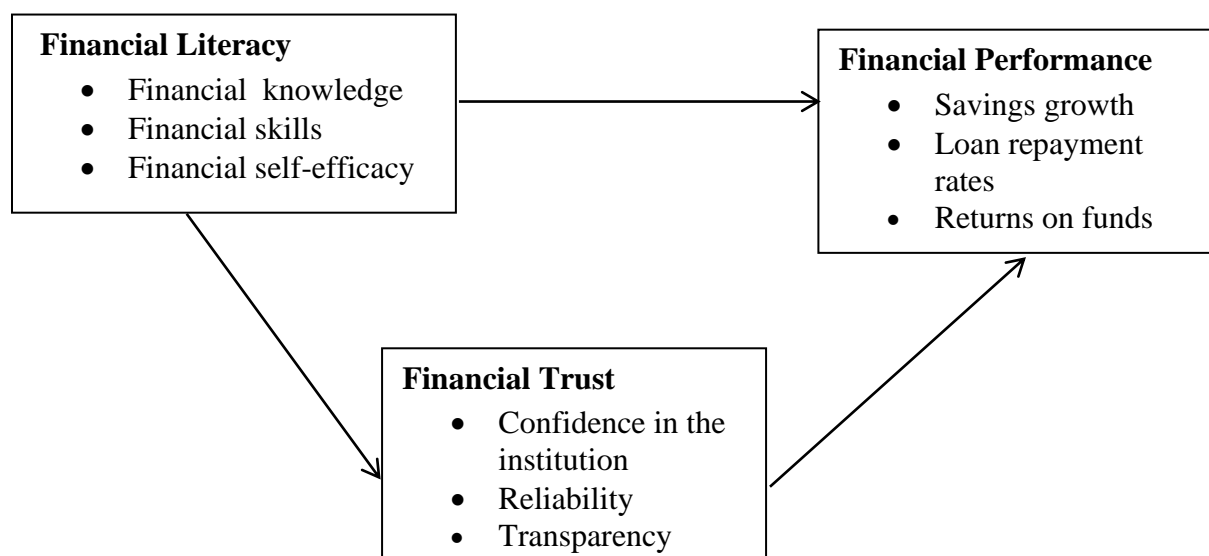 Financial Literacy
• Financial knowledge
• Financial skills
• Financial self-efficacy
Financial Performance
• Savings growth
• Loan repayment
rates
• Returns on funds
Financial Trust
• Confidence in the
institution
• Reliability
• Transparency